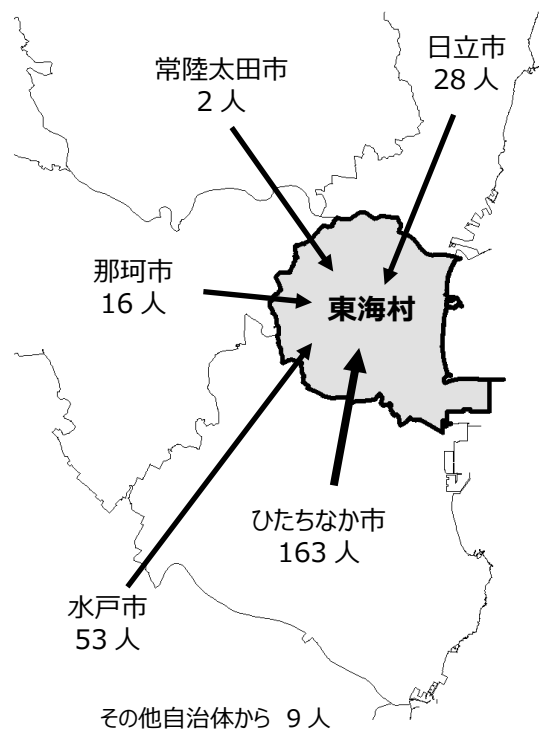 日立市
28 人
常陸太田市
2 人
那珂市
16 人
東海村
ひたちなか市
163 人
水戸市
53 人
その他自治体から 9 人